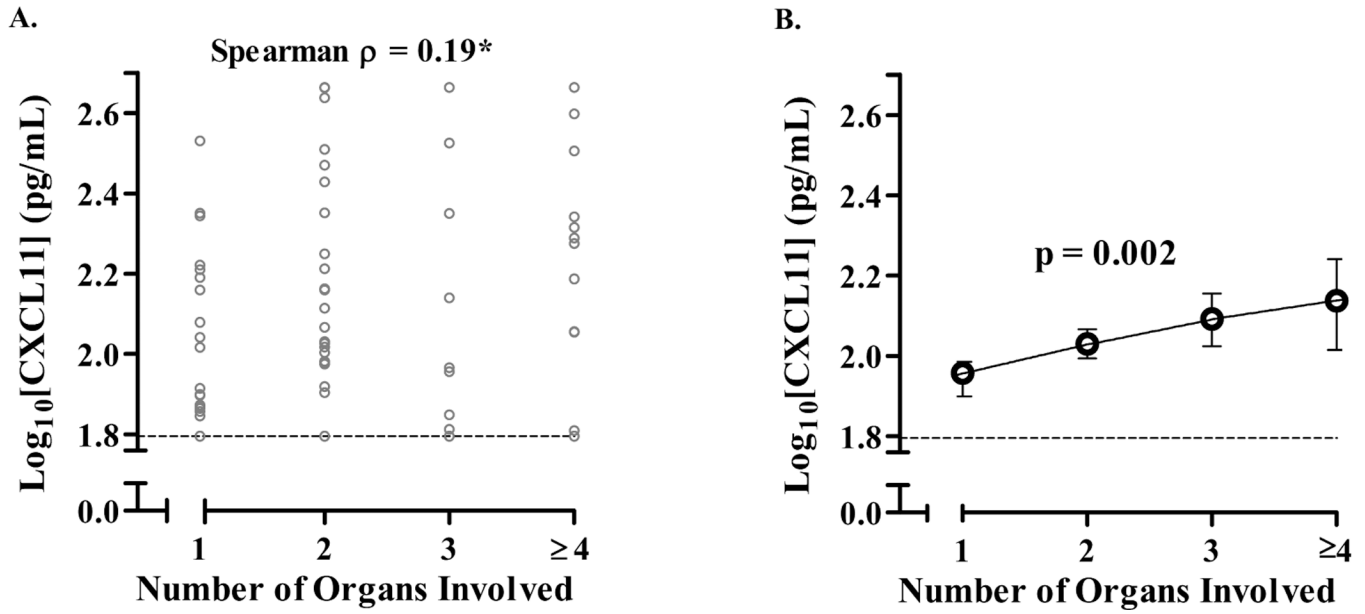 A.
Spearman ρ = 0.19*
Log10[CXCL11] (pg/mL)
2.6
2.4
2.2
2.0
1.8
0.0
1 2 3 ≥4
Number of Organs Involved
B.
p = 0.002
Log10[CXCL11] (pg/mL)
2.6
2.4
2.2
2.0
1.8
0.0
1 2 3 ≥4
Number of Organs Involved